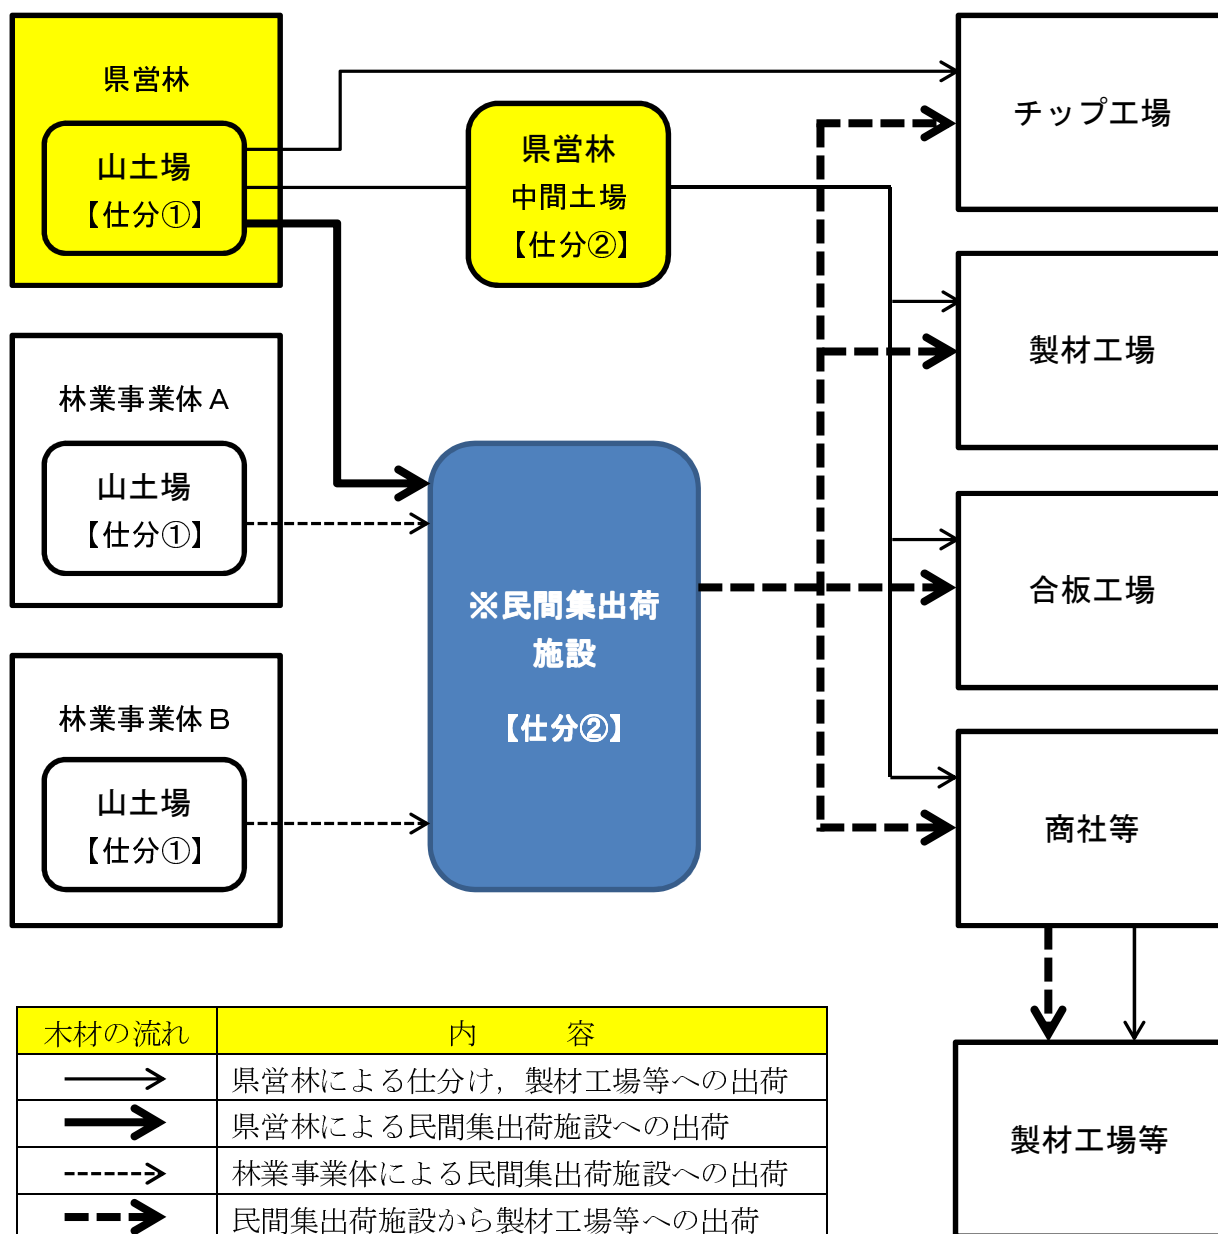 県営林
山土場
【仕分①】
県営林
中間土場
【仕分②】
チップ工場
製材工場
林業事業体A
山土場
【仕分①】
※民間集出荷
施設
【仕分②】
合板工場
林業事業体B
山土場
【仕分①】
商社等
製材工場等
木材の流れ 内 容
県営林による仕分け，製材工場等への出荷
県営林による民間集出荷施設への出荷
林業事業体による民間集出荷施設への出荷
民間集出荷施設から製材工場等への出荷